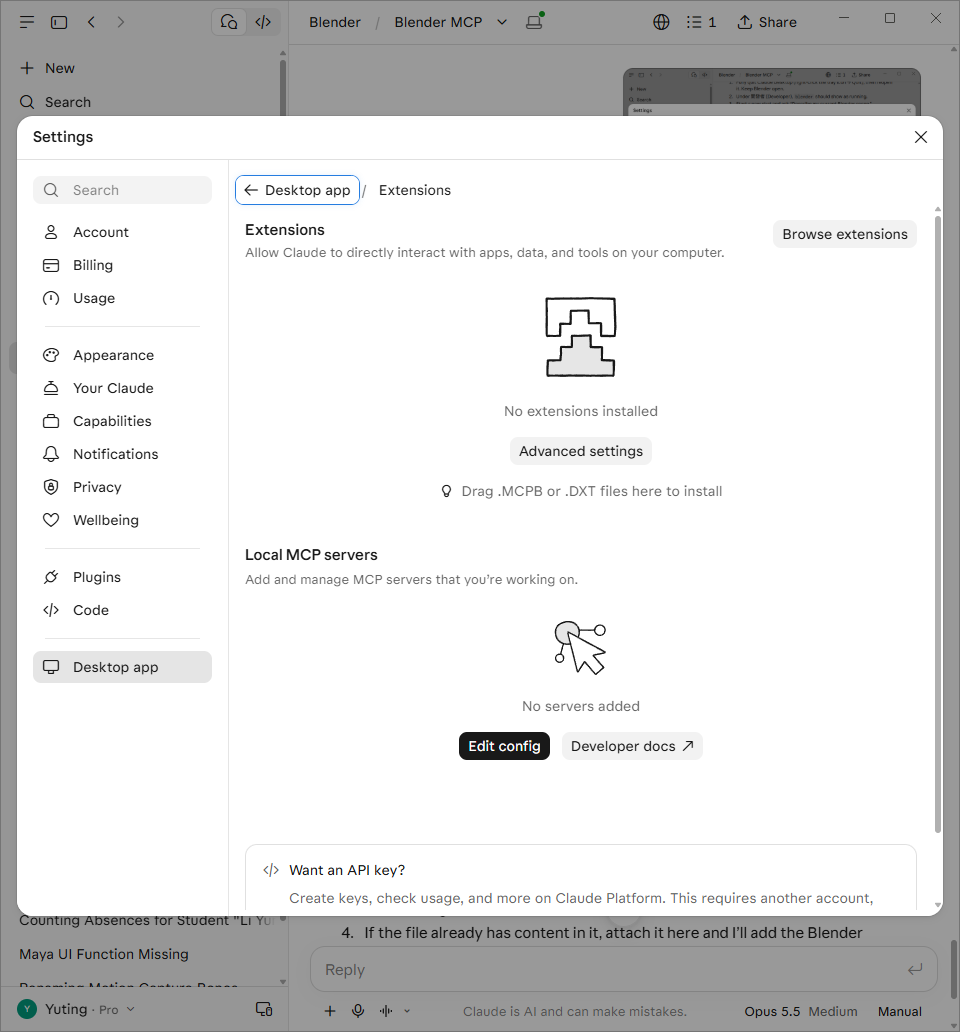 Blender / Blender MCP
1 Share
New
Search
Settings
Search
Account
Billing
Usage
Appearance
Your Claude
Capabilities
Notifications
Privacy
Wellbeing
Plugins
Code
Desktop app
Desktop app / Extensions
Extensions
Browse extensions
Allow Claude to directly interact with apps, data, and tools on your computer.
No extensions installed
Advanced settings
Drag .MCPB or .DXT files here to install
Local MCP servers
Add and manage MCP servers that you're working on.
No servers added
Edit config
Developer docs
Want an API key?
Create keys, check usage, and more on Claude Platform. This requires another account,
Counting Absences for Student "Li Yu
Maya UI Function Missing
4. If the file already has content in it, attach it here and I'll add the Blender
Reply
Y Yuting · Pro
Claude is AI and can make mistakes.
Opus 5.5 Medium
Manual